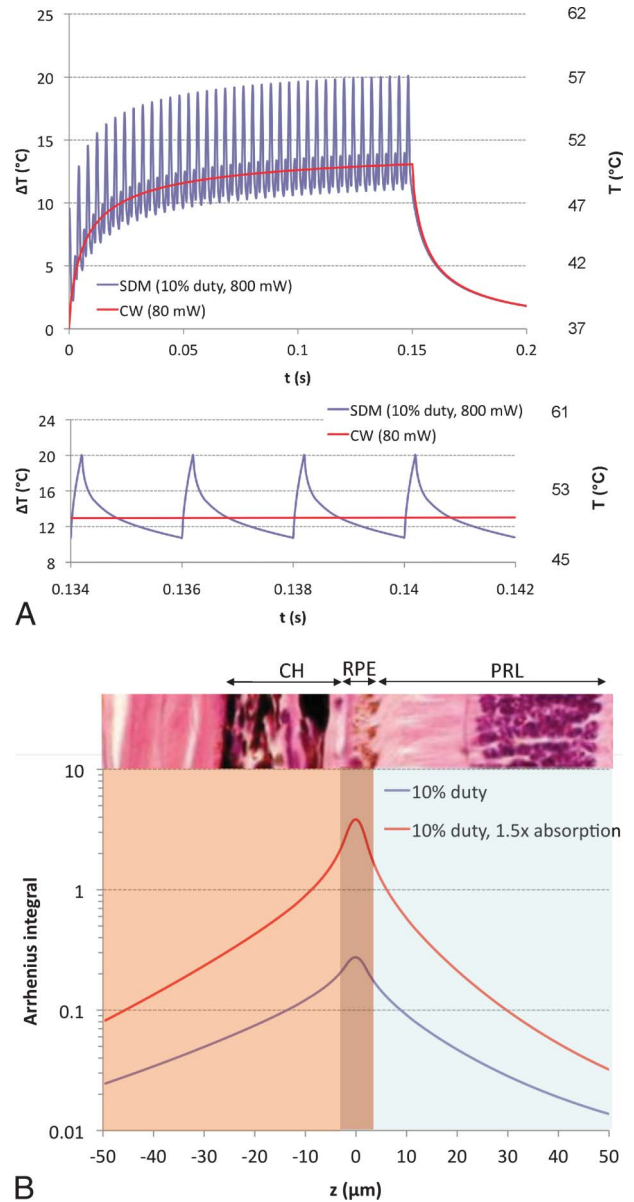 25
20
15
10
5
0
ΔT (°C)
62
57
52
47
42
37
T (°C)
SDM (10% duty, 800 mW)
CW (80 mW)
0 0.05 0.1 0.15 0.2
t (s)
SDM (10% duty, 800 mW)
CW (80 mW)
24
20
16
12
8
ΔT (°C)
61
53
45
T (°C)
0.134 0.136 0.138 0.14 0.142
t (s)
A
CH RPE PRL
10
1
0.1
0.01
Arrhenius integral
10% duty
10% duty, 1.5x absorption
-50 -40 -30 -20 -10 0 10 20 30 40 50
z (μm)
B